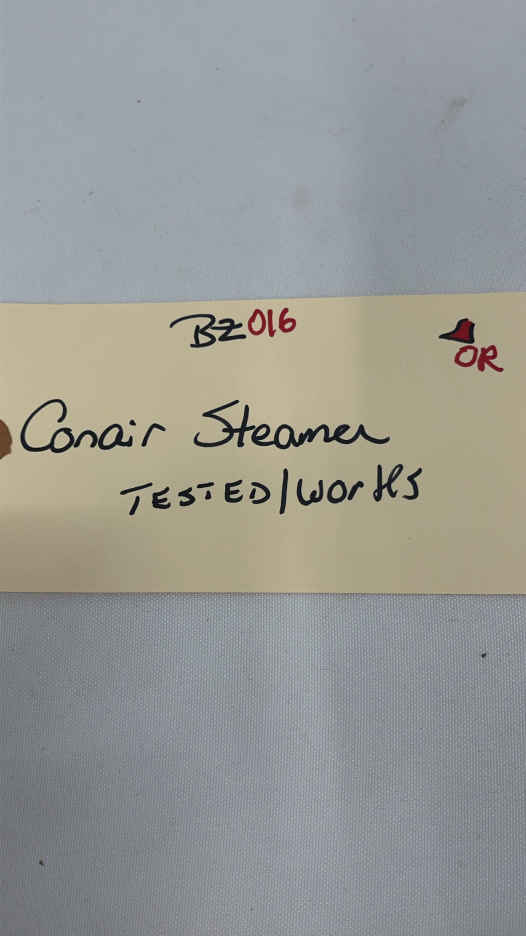 BZ016
OR
Conair Steamer
TESTED/Works